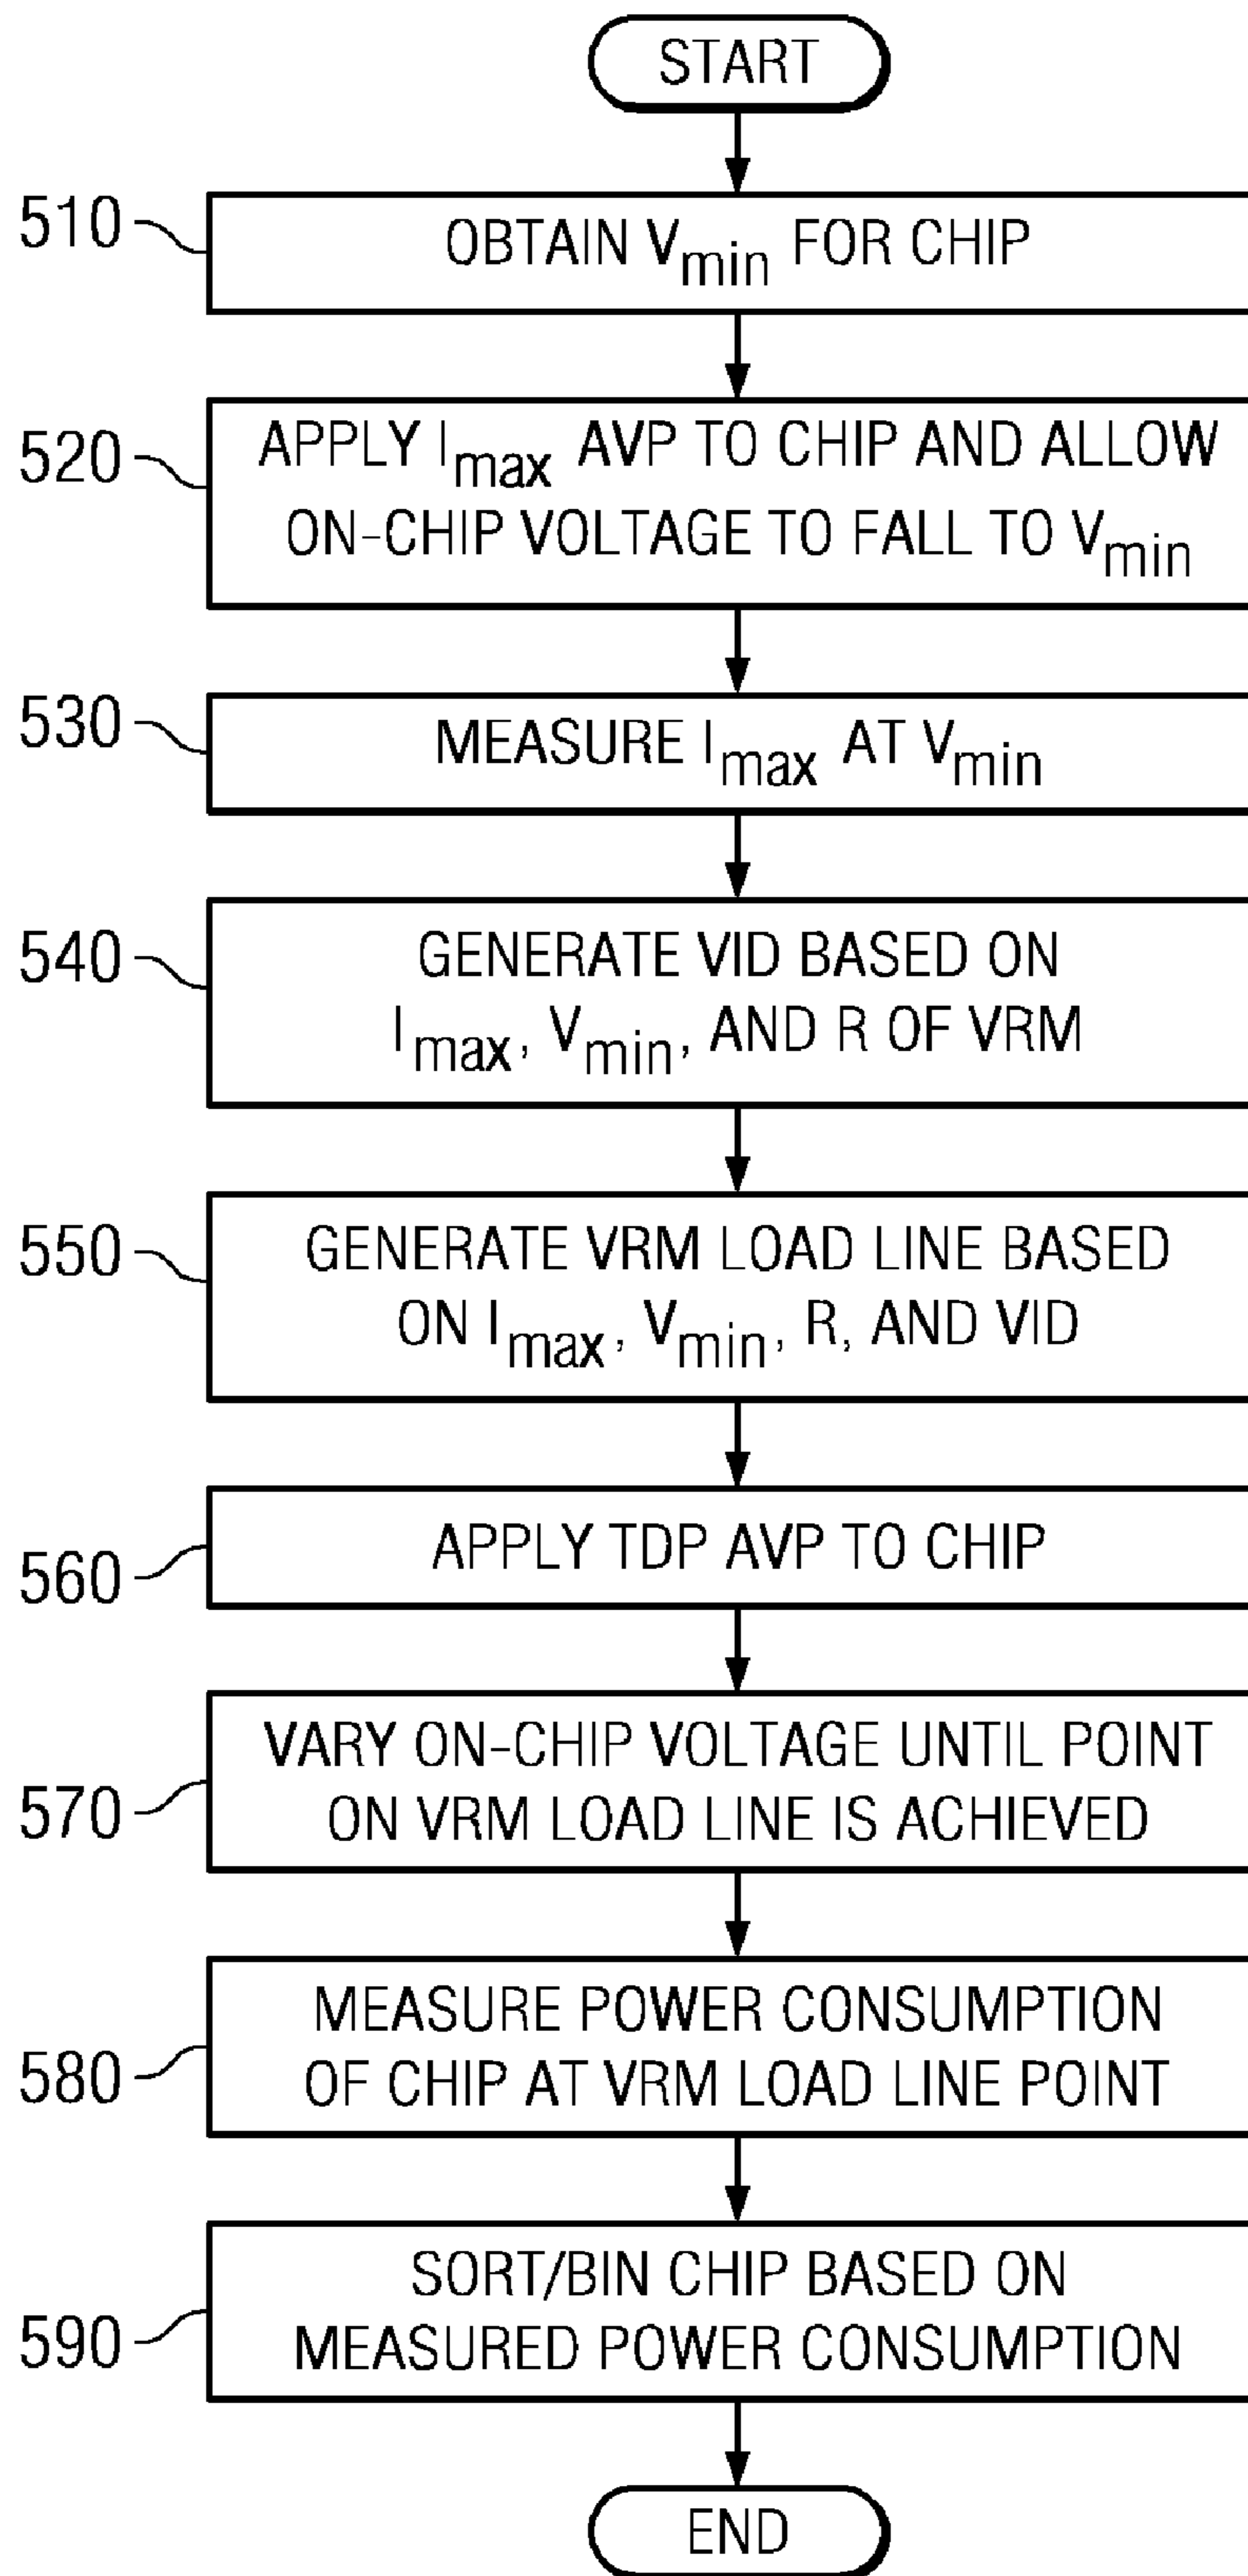 START
510
OBTAIN Vmin FOR CHIP
520
APPLY Imax AVP TO CHIP AND ALLOW
ON-CHIP VOLTAGE TO FALL TO Vmin
530
MEASURE Imax AT Vmin
540
GENERATE VID BASED ON
Imax, Vmin, AND R OF VRM
550
GENERATE VRM LOAD LINE BASED
ON Imax, Vmin, R, AND VID
560
APPLY TDP AVP TO CHIP
570
VARY ON-CHIP VOLTAGE UNTIL POINT
ON VRM LOAD LINE IS ACHIEVED
580
MEASURE POWER CONSUMPTION
OF CHIP AT VRM LOAD LINE POINT
590
SORT/BIN CHIP BASED ON
MEASURED POWER CONSUMPTION
END